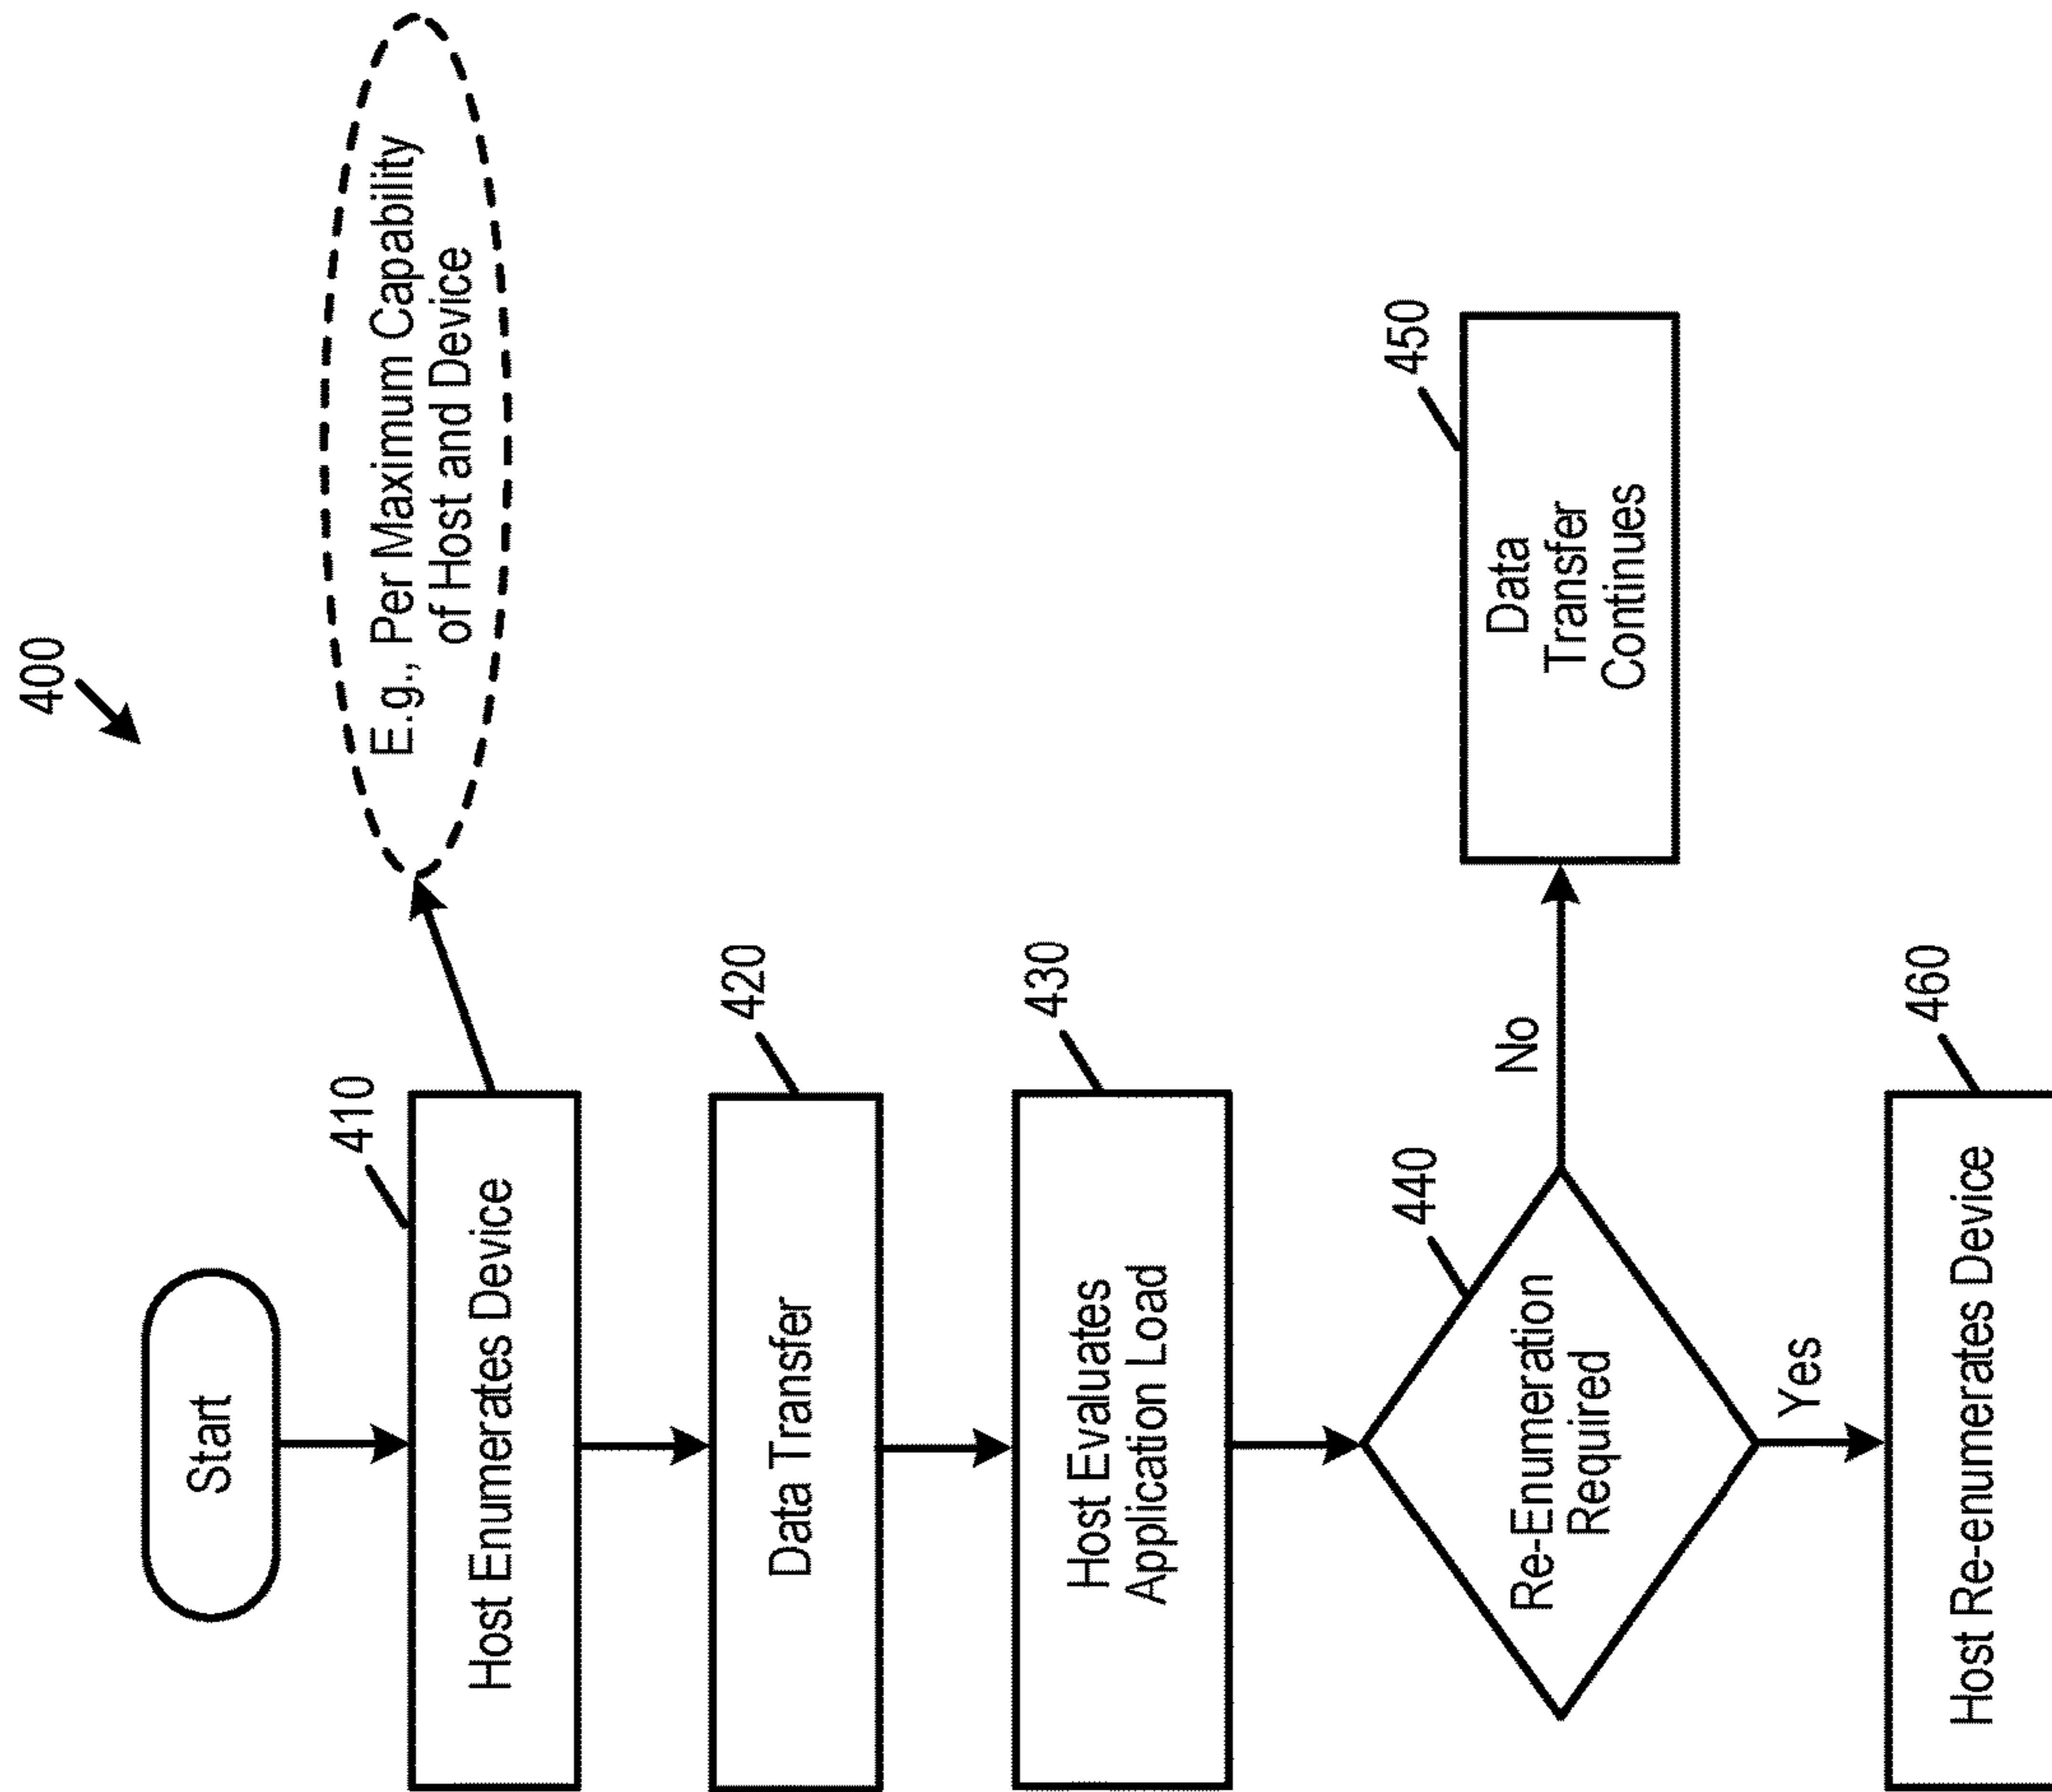 400
Start
410
Host Enumerates Device
E.g., Per Maximum Capability
of Host and Device
420
Data Transfer
430
Host Evaluates
Application Load
440
Re-Enumeration
Required
No
450
Data
Transfer
Continues
Yes
460
Host Re-enumerates Device